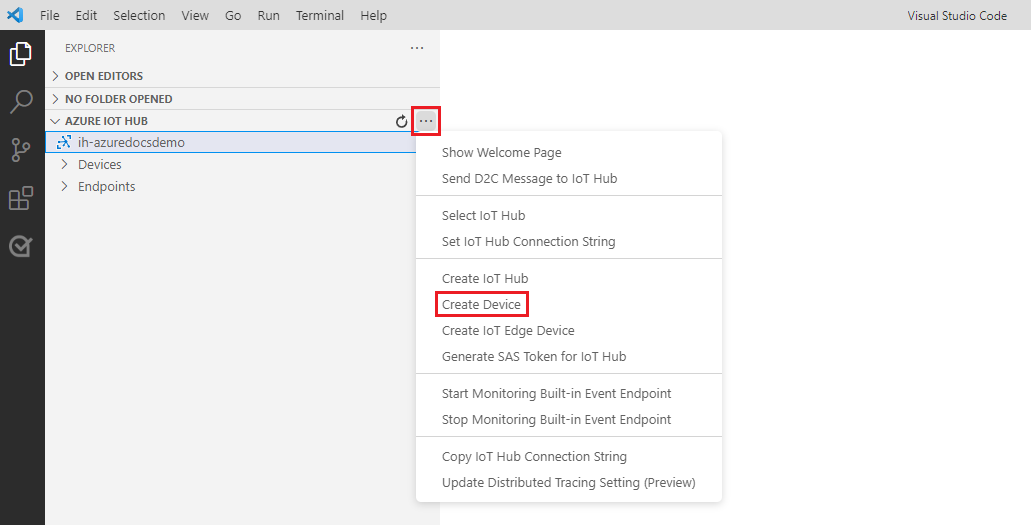 File Edit Selection View Go Run Terminal Help Visual Studio Code
EXPLORER
OPEN EDITORS
NO FOLDER OPENED
AZURE IOT HUB
ih-azuredocsdemo
Devices
Endpoints
Show Welcome Page
Send D2C Message to IoT Hub
Select IoT Hub
Set IoT Hub Connection String
Create IoT Hub
Create Device
Create IoT Edge Device
Generate SAS Token for IoT Hub
Start Monitoring Built-in Event Endpoint
Stop Monitoring Built-in Event Endpoint
Copy IoT Hub Connection String
Update Distributed Tracing Setting (Preview)